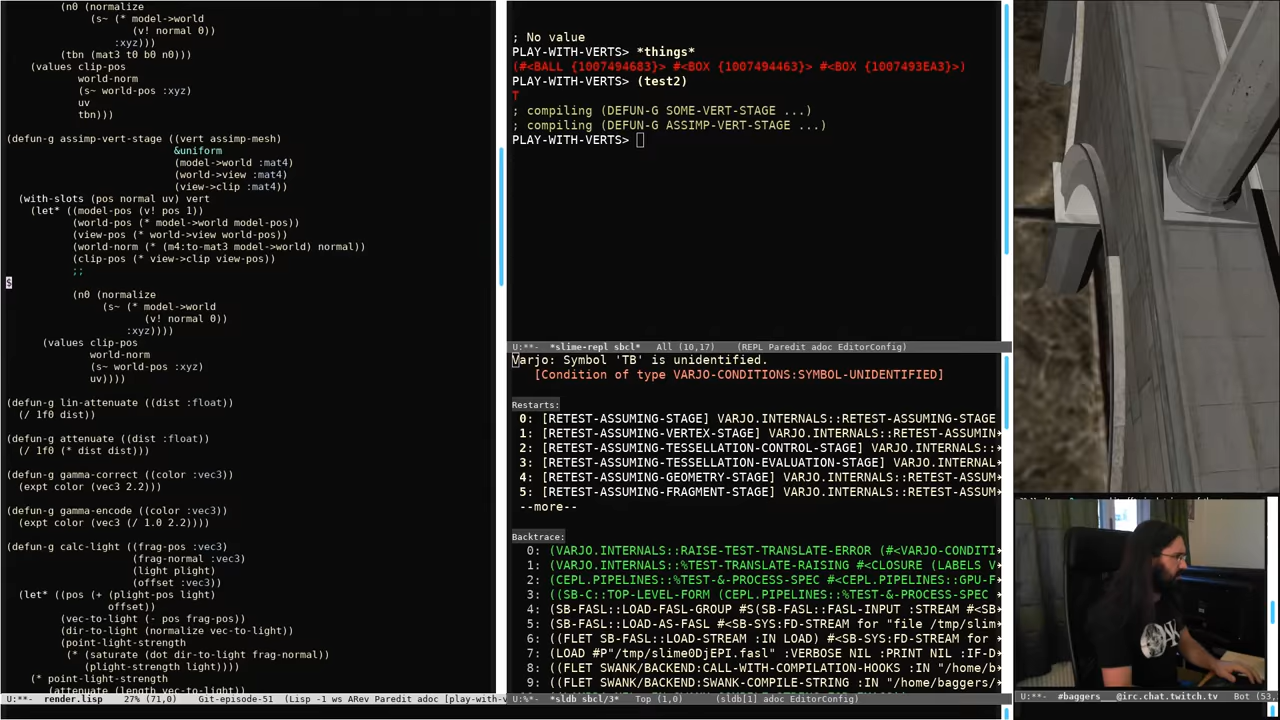 (n0 (normalize
(s~ (* model->world
(v! normal 0))
:xyz)))
(tbn (mat3 t0 b0 n0)))
(values clip-pos
world-norm
(s~ world-pos :xyz)
uv
tbn)))
(defun-g assimp-vert-stage ((vert assimp-mesh)
&uniform
(model->world :mat4)
(world->view :mat4)
(view->clip :mat4))
(with-slots (pos normal uv) vert
(let* ((model-pos (v! pos 1))
(world-pos (* model->world model-pos))
(view-pos (* world->view world-pos))
(world-norm (* (m4:to-mat3 model->world) normal))
(clip-pos (* view->clip view-pos))
;;
(n0 (normalize
(s~ (* model->world
(v! normal 0))
:xyz))))
(values clip-pos
world-norm
(s~ world-pos :xyz)
uv))))
(defun-g lin-attenuate ((dist :float))
(/ 1f0 dist))
(defun-g attenuate ((dist :float))
(/ 1f0 (* dist dist)))
(defun-g gamma-correct ((color :vec3))
(expt color (vec3 2.2)))
(defun-g gamma-encode ((color :vec3))
(expt color (vec3 (/ 1.0 2.2))))
(defun-g calc-light ((frag-pos :vec3)
(frag-normal :vec3)
(light plight)
(offset :vec3))
(let* ((pos (+ (plight-pos light)
offset))
(vec-to-light (- pos frag-pos))
(dir-to-light (normalize vec-to-light))
(point-light-strength
(* (saturate (dot dir-to-light frag-normal))
(plight-strength light))))
(* point-light-strength
(attenuate (length vec-to-light))
U:**- render.lisp 27% (71,0) Git-episode-51 (Lisp -1 ws ARev Paredit adoc [play-with-v
; No value
PLAY-WITH-VERTS> *things*
(#<BALL {1007494683}> #<BOX {1007494463}> #<BOX {1007493EA3}>)
PLAY-WITH-VERTS> (test2)
T
; compiling (DEFUN-G SOME-VERT-STAGE ...)
; compiling (DEFUN-G ASSIMP-VERT-STAGE ...)
PLAY-WITH-VERTS>
U:**- *slime-repl sbcl* All (10,17) (REPL Paredit adoc EditorConfig)
Varjo: Symbol 'TB' is unidentified.
[Condition of type VARJO-CONDITIONS:SYMBOL-UNIDENTIFIED]
Restarts:
0: [RETEST-ASSUMING-STAGE] VARJO.INTERNALS::RETEST-ASSUMING-STAGE
1: [RETEST-ASSUMING-VERTEX-STAGE] VARJO.INTERNALS::RETEST-ASSUMIN
2: [RETEST-ASSUMING-TESSELLATION-CONTROL-STAGE] VARJO.INTERNALS::
3: [RETEST-ASSUMING-TESSELLATION-EVALUATION-STAGE] VARJO.INTERNAL
4: [RETEST-ASSUMING-GEOMETRY-STAGE] VARJO.INTERNALS::RETEST-ASSUM
5: [RETEST-ASSUMING-FRAGMENT-STAGE] VARJO.INTERNALS::RETEST-ASSUM
--more--
Backtrace:
0: (VARJO.INTERNALS::RAISE-TEST-TRANSLATE-ERROR (#<VARJO-CONDITI
1: (VARJO.INTERNALS::%TEST-TRANSLATE-RAISING #<CLOSURE (LABELS V
2: (CEPL.PIPELINES::%TEST-&-PROCESS-SPEC #<CEPL.PIPELINES::GPU-F
3: ((SB-C::TOP-LEVEL-FORM (CEPL.PIPELINES::%TEST-&-PROCESS-SPEC
4: (SB-FASL::LOAD-FASL-GROUP #S(SB-FASL::FASL-INPUT :STREAM #<SB
5: (SB-FASL::LOAD-AS-FASL #<SB-SYS:FD-STREAM for "file /tmp/slim
6: ((FLET SB-FASL::LOAD-STREAM :IN LOAD) #<SB-SYS:FD-STREAM for
7: (LOAD #P"/tmp/slime0DjEPI.fasl" :VERBOSE NIL :PRINT NIL :IF-D
8: ((FLET SWANK/BACKEND:CALL-WITH-COMPILATION-HOOKS :IN "/home/b
9: ((FLET SWANK/BACKEND:SWANK-COMPILE-STRING :IN "/home/baggers/
U:%*- *sldb sbcl/3* Top (1,0) (sldb[1] adoc EditorConfig)
U:**- #baggers___@irc.chat.twitch.tv Bot (53,